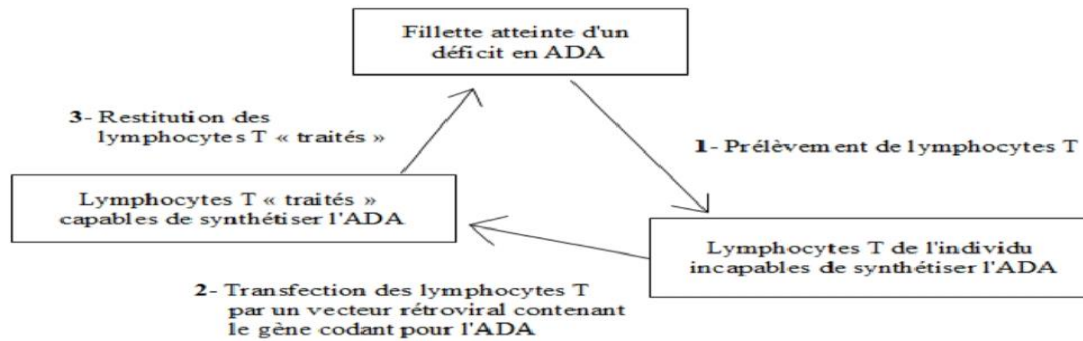 Fillette atteinte d'un
déficit en ADA
3- Restitution des
lymphocytes T « traités »
1- Prélèvement de lymphocytes T
Lymphocytes T « traités »
capables de synthétiser l'ADA
Lymphocytes T de l'individu
incapables de synthétiser l'ADA
2- Transfection des lymphocytes T
par un vecteur rétroviral contenant
le gène codant pour l'ADA